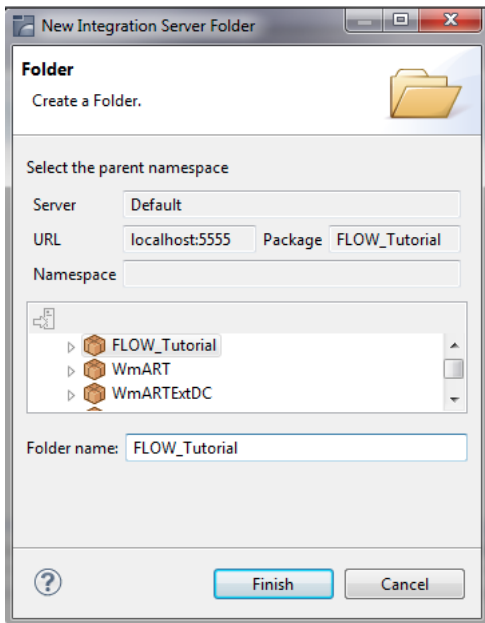 New Integration Server Folder
Folder
Create a Folder.
Select the parent namespace
Server Default
URL localhost:5555 Package FLOW_Tutorial
Namespace
FLOW_Tutorial
WmART
WmARTExtDC
Folder name: FLOW_Tutorial
Finish Cancel